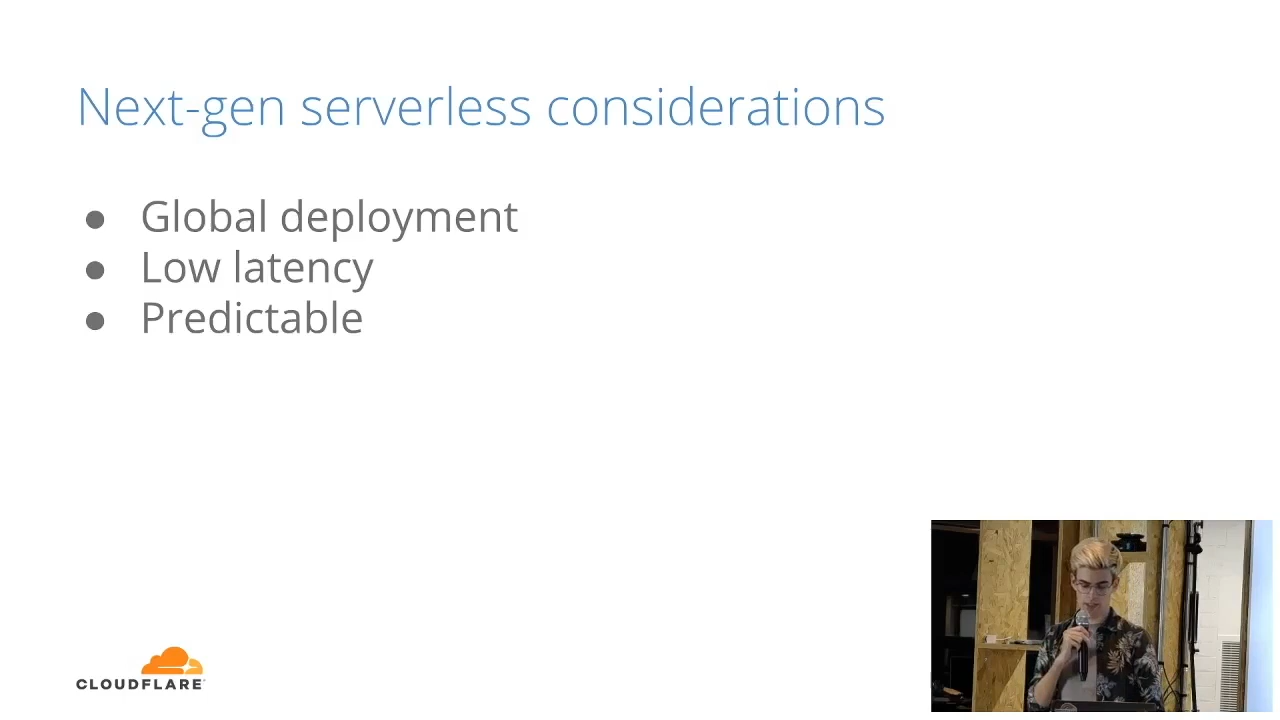 Next-gen serverless considerations
● Global deployment
● Low latency
● Predictable
CLOUDFLARE